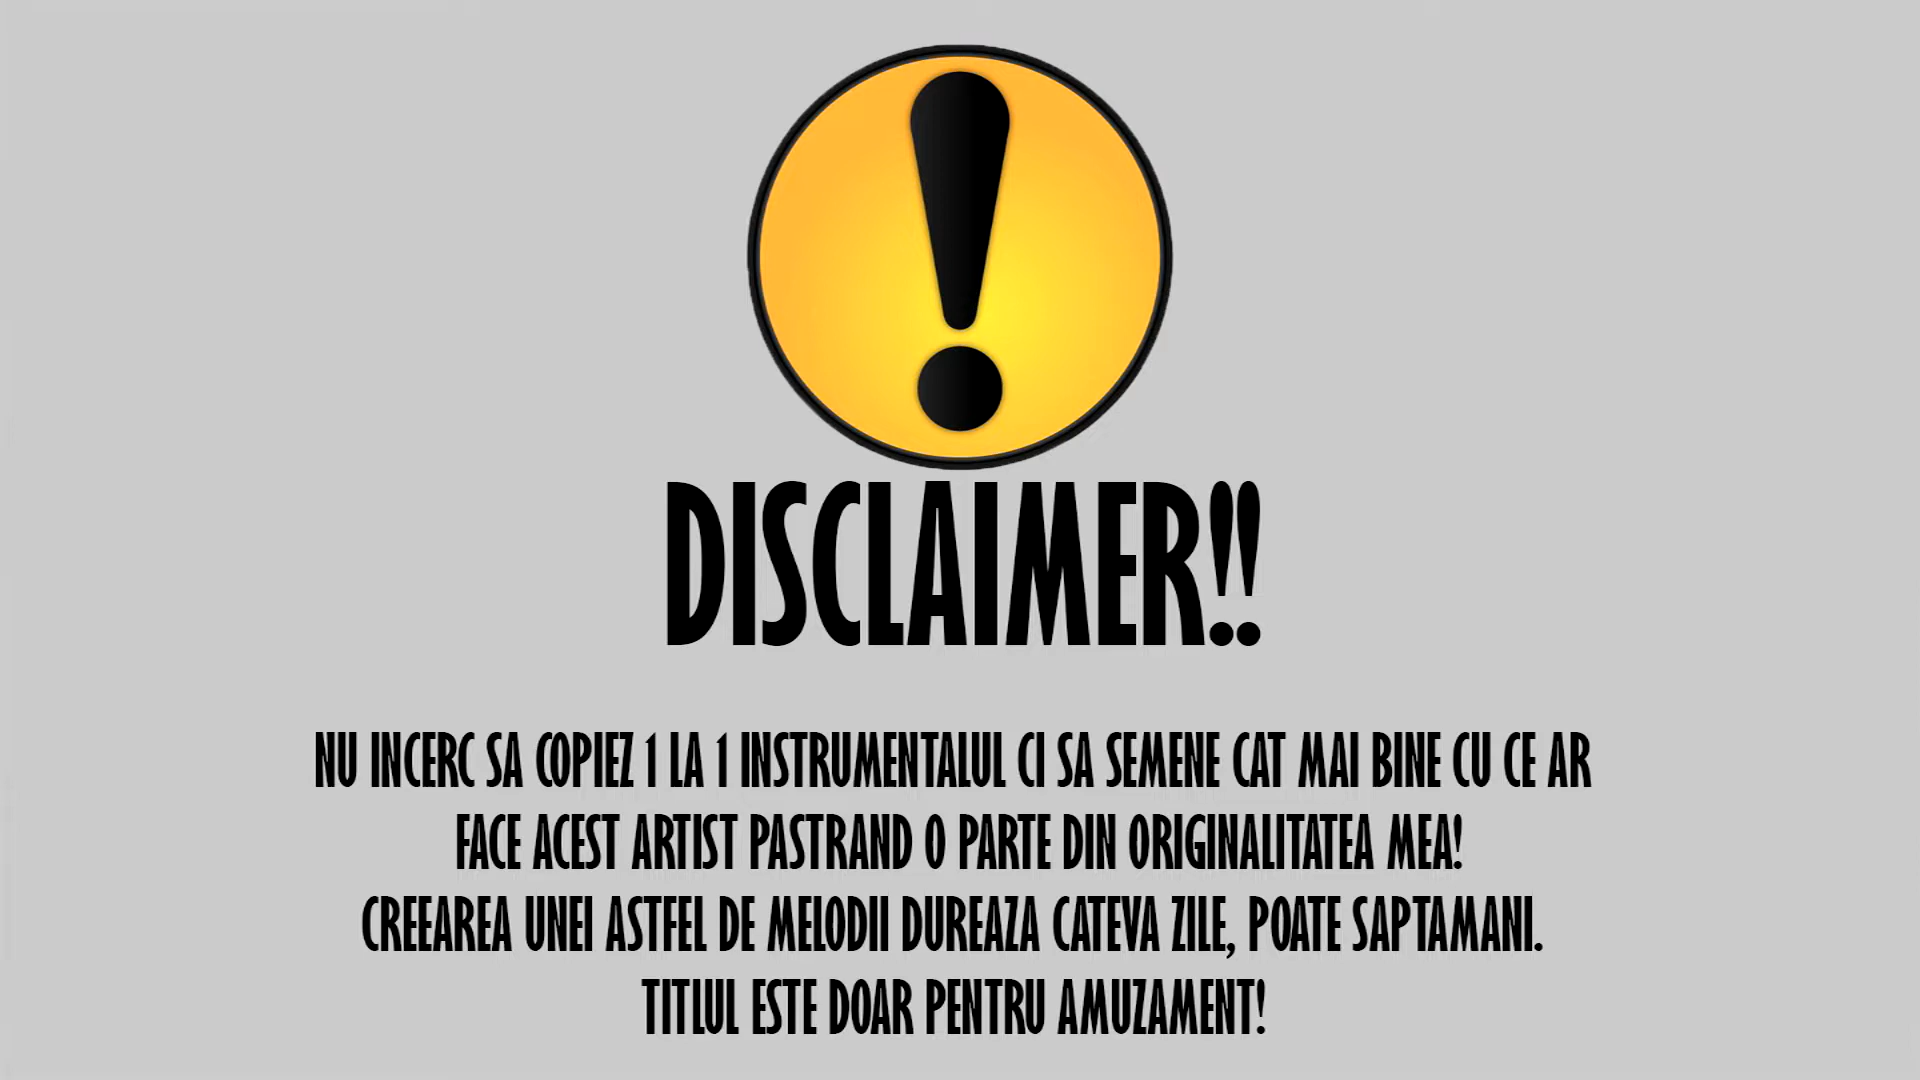 DISCLAIMER!!
NU INCERC SA COPIEZ 1 LA 1 INSTRUMENTALUL CI SA SEMENE CAT MAI BINE CU CE AR
FACE ACEST ARTIST PASTRAND O PARTE DIN ORIGINALITATEA MEA!
CREEAREA UNEI ASTFEL DE MELODII DUREAZA CATEVA ZILE, POATE SAPTAMANI.
TITLUL ESTE DOAR PENTRU AMUZAMENT!